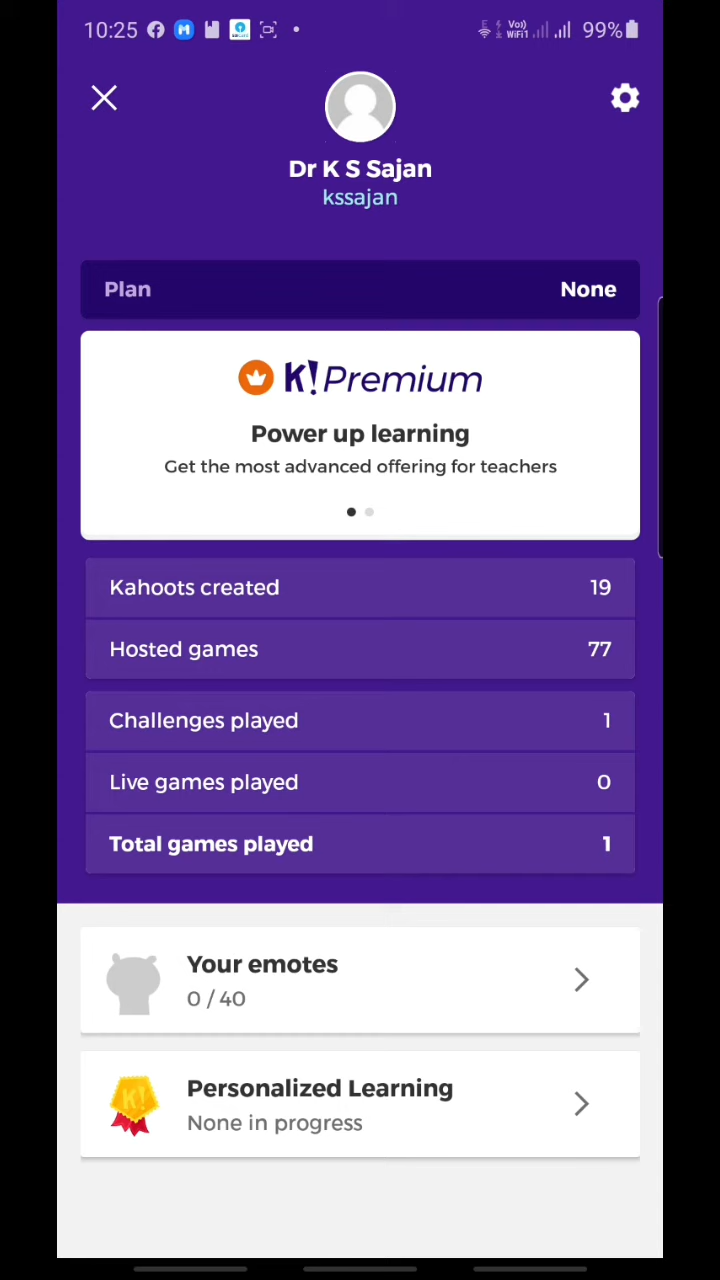 10:25 99%
Dr K S Sajan
kssajan
Plan None
K! Premium
Power up learning
Get the most advanced offering for teachers
Kahoots created 19
Hosted games 77
Challenges played 1
Live games played 0
Total games played 1
Your emotes
0 / 40
Personalized Learning
None in progress